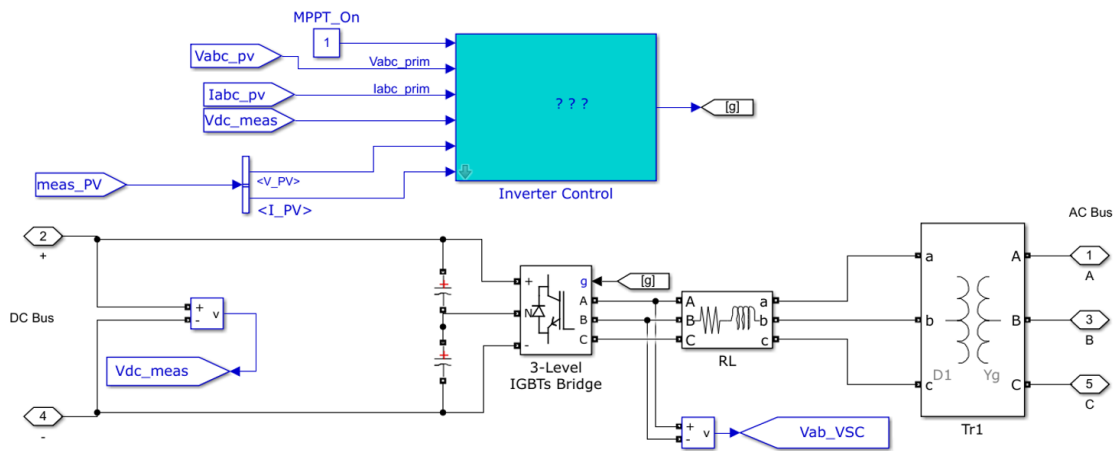 MPPT_On
1
Vabc_pv
Vabc_prim
Iabc_pv
Iabc_prim
Vdc_meas
? ? ?
[g]
meas_PV
<V_PV>
<I_PV>
Inverter Control
AC Bus
2
+
DC Bus
+
-
v
Vdc_meas
4
-
+
+
+
N
-
g
A
B
C
3-Level
IGBTs Bridge
[g]
A
B
C
a
b
c
RL
+
-
v
Vab_VSC
a
b
c
D1
Yg
A
B
C
Tr1
1
A
3
B
5
C